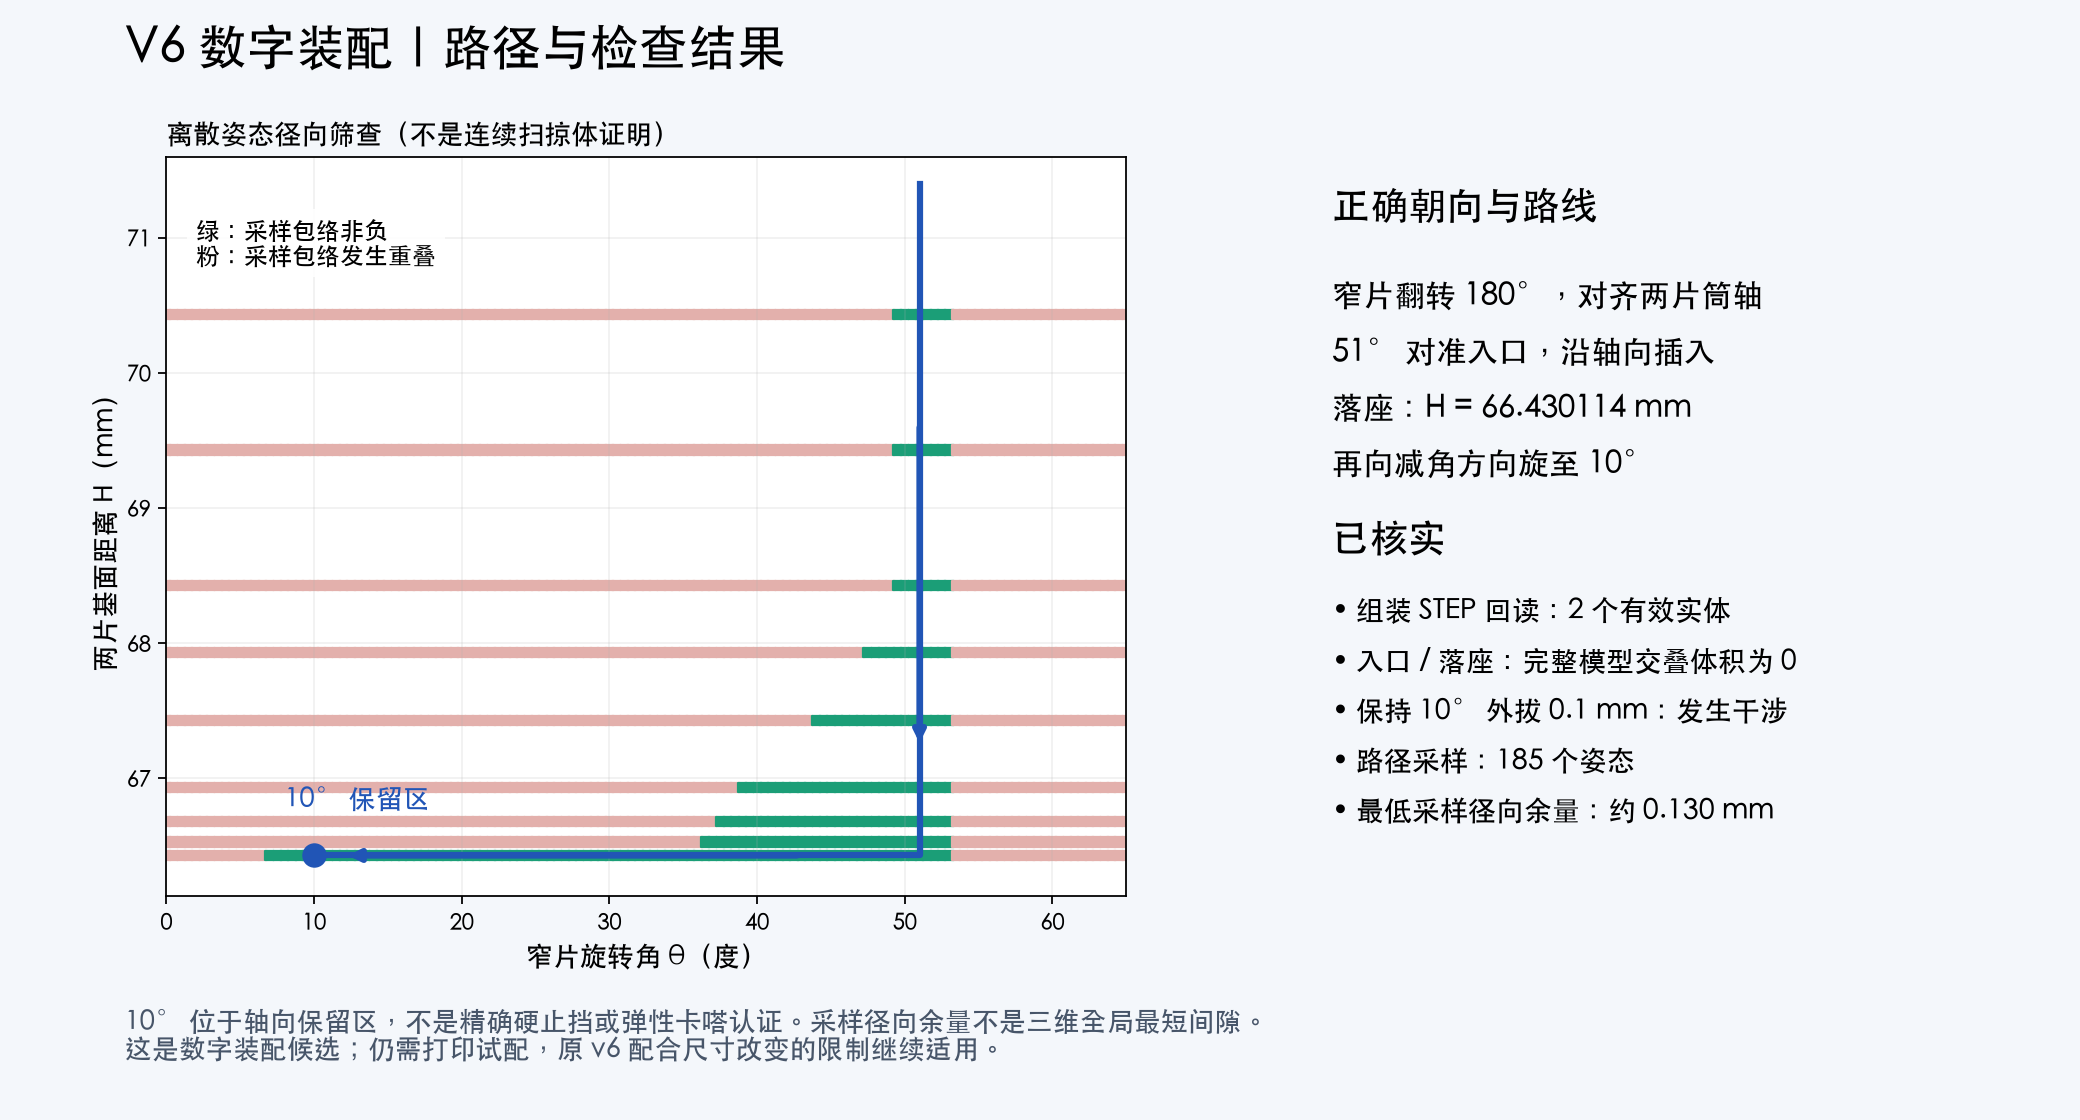 V6 数字装配 | 路径与检查结果
离散姿态径向筛查（不是连续扫掠体证明）
绿：采样包络非负
粉：采样包络发生重叠
71
70
69
68
67
两片基面距离 H（mm）
10° 保留区
0 10 20 30 40 50 60
窄片旋转角 θ（度）
正确朝向与路线
窄片翻转 180°，对齐两片筒轴
51° 对准入口，沿轴向插入
落座：H = 66.430114 mm
再向减角方向旋至 10°
已核实
• 组装 STEP 回读：2 个有效实体
• 入口 / 落座：完整模型交叠体积为 0
• 保持 10° 外拔 0.1 mm：发生干涉
• 路径采样：185 个姿态
• 最低采样径向余量：约 0.130 mm
10° 位于轴向保留区，不是精确硬止挡或弹性卡嗒认证。采样径向余量不是三维全局最短间隙。
这是数字装配候选；仍需打印试配，原 v6 配合尺寸改变的限制继续适用。